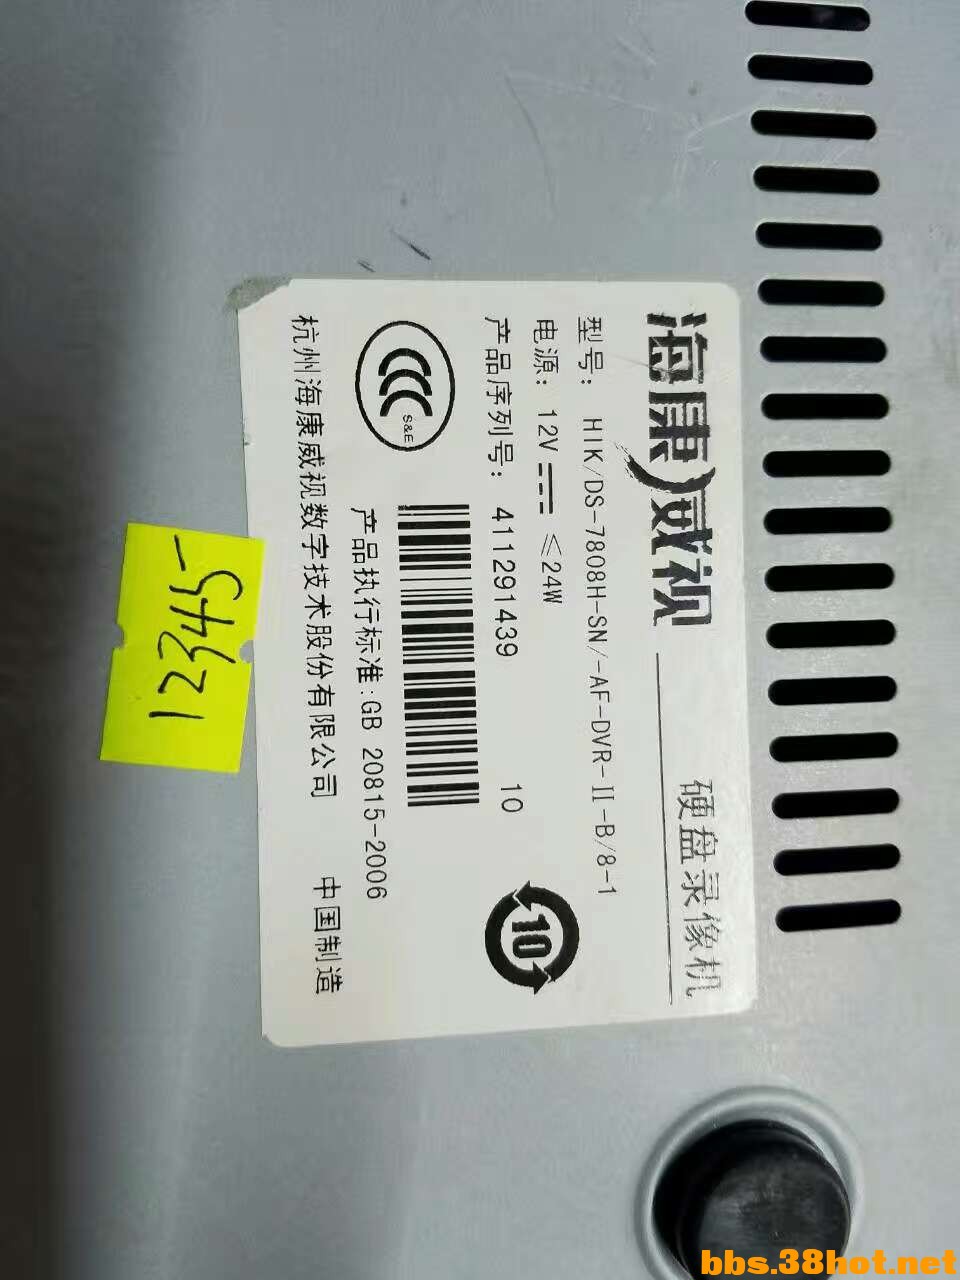 海康威视
硬盘录像机
型号: HIK/DS-7808H-SN/-AF-DVR-II-B/8-1
电源: 12V ≤24W
产品序列号: 411291439
10
10
S&E
产品执行标准:GB 20815-2006
杭州海康威视数字技术股份有限公司 中国制造
12345-
bbs.38hot.net